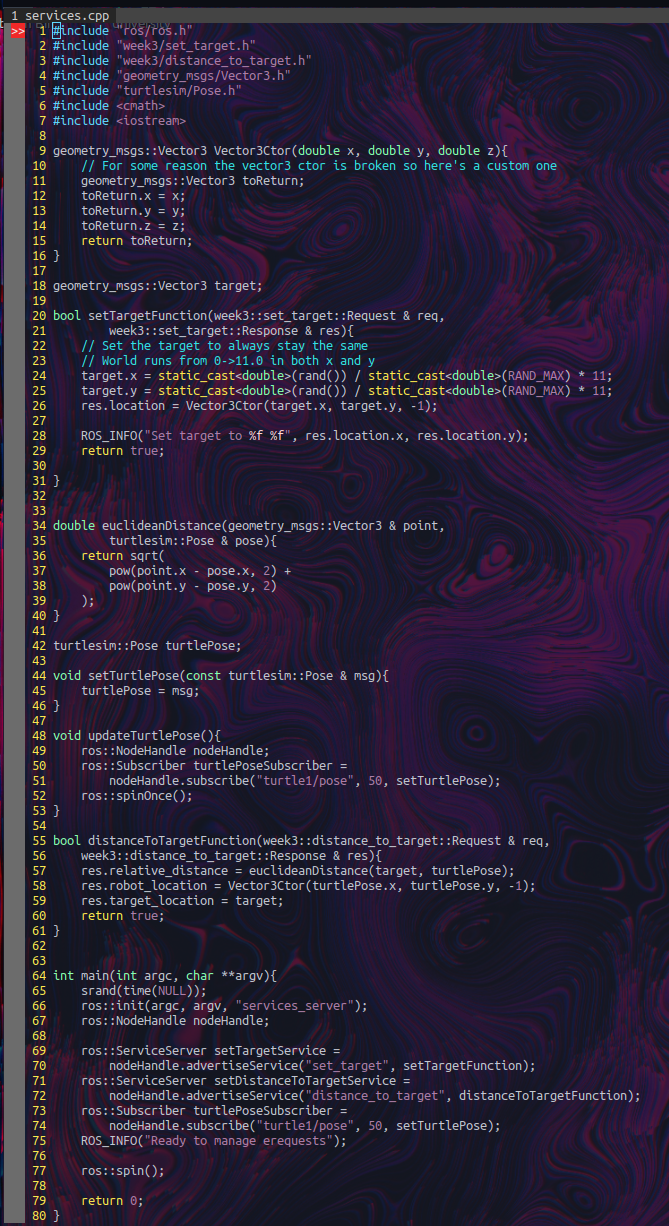 1 services.cpp
>> 1 #include "ros/ros.h"
2 #include "week3/set_target.h"
3 #include "week3/distance_to_target.h"
4 #include "geometry_msgs/Vector3.h"
5 #include "turtlesim/Pose.h"
6 #include <cmath>
7 #include <iostream>
8
9 geometry_msgs::Vector3 Vector3Ctor(double x, double y, double z){
10     // For some reason the vector3 ctor is broken so here's a custom one
11     geometry_msgs::Vector3 toReturn;
12     toReturn.x = x;
13     toReturn.y = y;
14     toReturn.z = z;
15     return toReturn;
16 }
17
18 geometry_msgs::Vector3 target;
19
20 bool setTargetFunction(week3::set_target::Request & req,
21         week3::set_target::Response & res){
22     // Set the target to always stay the same
23     // World runs from 0->11.0 in both x and y
24     target.x = static_cast<double>(rand()) / static_cast<double>(RAND_MAX) * 11;
25     target.y = static_cast<double>(rand()) / static_cast<double>(RAND_MAX) * 11;
26     res.location = Vector3Ctor(target.x, target.y, -1);
27
28     ROS_INFO("Set target to %f %f", res.location.x, res.location.y);
29     return true;
30
31 }
32
33
34 double euclideanDistance(geometry_msgs::Vector3 & point,
35         turtlesim::Pose & pose){
36     return sqrt(
37         pow(point.x - pose.x, 2) +
38         pow(point.y - pose.y, 2)
39     );
40 }
41
42 turtlesim::Pose turtlePose;
43
44 void setTurtlePose(const turtlesim::Pose & msg){
45     turtlePose = msg;
46 }
47
48 void updateTurtlePose(){
49     ros::NodeHandle nodeHandle;
50     ros::Subscriber turtlePoseSubscriber =
51         nodeHandle.subscribe("turtle1/pose", 50, setTurtlePose);
52     ros::spinOnce();
53 }
54
55 bool distanceToTargetFunction(week3::distance_to_target::Request & req,
56     week3::distance_to_target::Response & res){
57     res.relative_distance = euclideanDistance(target, turtlePose);
58     res.robot_location = Vector3Ctor(turtlePose.x, turtlePose.y, -1);
59     res.target_location = target;
60     return true;
61 }
62
63
64 int main(int argc, char **argv){
65     srand(time(NULL));
66     ros::init(argc, argv, "services_server");
67     ros::NodeHandle nodeHandle;
68
69     ros::ServiceServer setTargetService =
70         nodeHandle.advertiseService("set_target", setTargetFunction);
71     ros::ServiceServer setDistanceToTargetService =
72         nodeHandle.advertiseService("distance_to_target", distanceToTargetFunction);
73     ros::Subscriber turtlePoseSubscriber =
74         nodeHandle.subscribe("turtle1/pose", 50, setTurtlePose);
75     ROS_INFO("Ready to manage erequests");
76
77     ros::spin();
78
79     return 0;
80 }